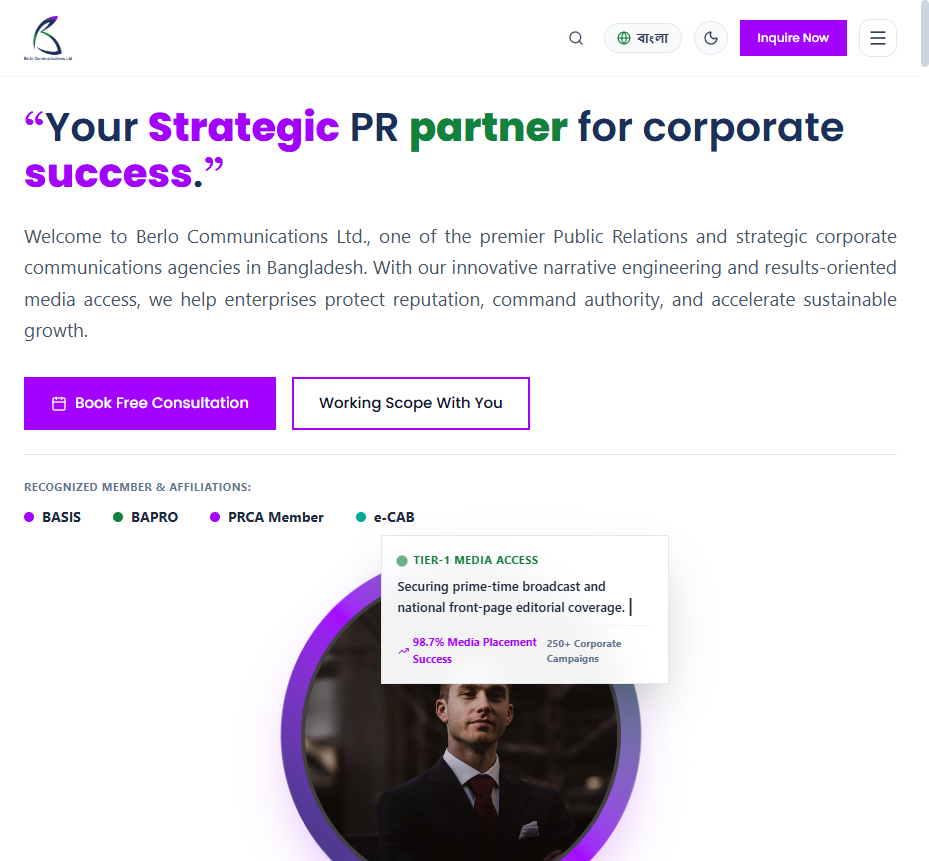 Berlo Communications Ltd
বাংলা
Inquire Now
“Your Strategic PR partner for corporate
success.”
Welcome to Berlo Communications Ltd., one of the premier Public Relations and strategic corporate
communications agencies in Bangladesh. With our innovative narrative engineering and results-oriented
media access, we help enterprises protect reputation, command authority, and accelerate sustainable
growth.
Book Free Consultation
Working Scope With You
RECOGNIZED MEMBER & AFFILIATIONS:
BASIS
BAPRO
PRCA Member
e-CAB
TIER-1 MEDIA ACCESS
Securing prime-time broadcast and
national front-page editorial coverage.
98.7% Media Placement
Success
250+ Corporate
Campaigns